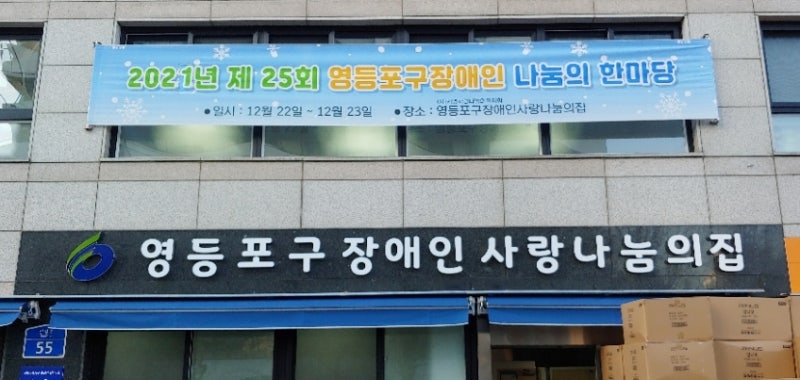 2021년 제 25회 영등포구장애인 나눔의 한마당
● 일시 : 12월 22일 ~ 12월 23일 ● 장소 : 영등포구장애인사랑나눔의집
영등포구 장애인 사랑나눔의집
55